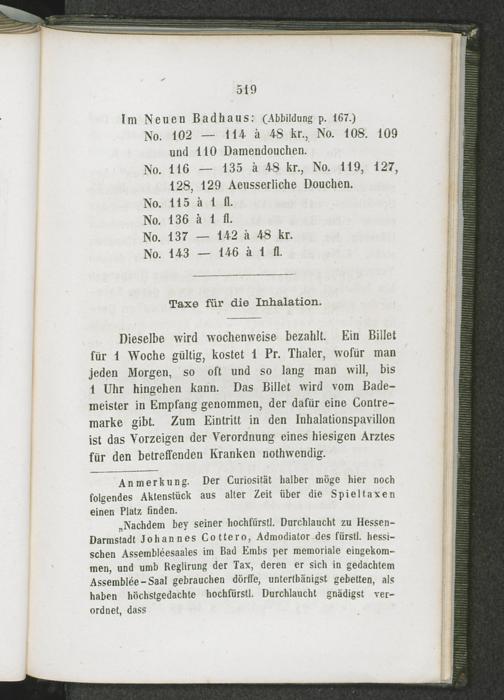 519
Im Neuen Badhaus: (Abbildung p. 167.)
No. 102 — 114 à 48 kr., No. 108. 109
und 110 Damendouchen.
No. 116 — 135 à 48 kr., No. 119, 127,
128, 129 Aeusserliche Douchen.
No. 115 à 1 fl.
No. 136 à 1 fl.
No. 137 — 142 à 48 kr.
No. 143 — 146 à 1 fl.
Taxe für die Inhalation.
Dieselbe wird wochenweise bezahlt. Ein Billet
für 1 Woche gültig, kostet 1 Pr. Thaler, wofür man
jeden Morgen, so oft und so lang man will, bis
1 Uhr hingehen kann. Das Billet wird vom Bade-
meister in Empfang genommen, der dafür eine Contre-
marke gibt. Zum Eintritt in den Inhalationspavillon
ist das Vorzeigen der Verordnung eines hiesigen Arztes
für den betreffenden Kranken nothwendig.
Anmerkung. Der Curiosität halber möge hier noch
folgendes Aktenstück aus alter Zeit über die Spieltaxen
einen Platz finden.
„Nachdem bey seiner hochfürstl. Durchlaucht zu Hessen-
Darmstadt Johannes Cottero, Admodiator des fürstl. hessi-
schen Assembléesaales im Bad Embs per memoriale eingekom-
men, und umb Reglirung der Tax, deren er sich in gedachtem
Assemblée-Saal gebrauchen dörffe, unterthänigst gebetten, als
haben höchstgedachte hochfürstl. Durchlaucht gnädigst ver-
ordnet, dass